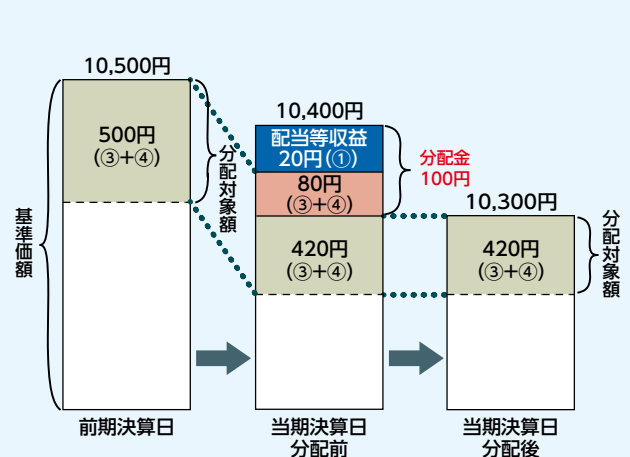 10,500円
500円
(③+④)
分配対象額
基準価額
前期決算日
10,400円
配当等収益
20円(①)
80円
(③+④)
420円
(③+④)
分配金
100円
当期決算日
分配前
10,300円
420円
(③+④)
分配対象額
当期決算日
分配後